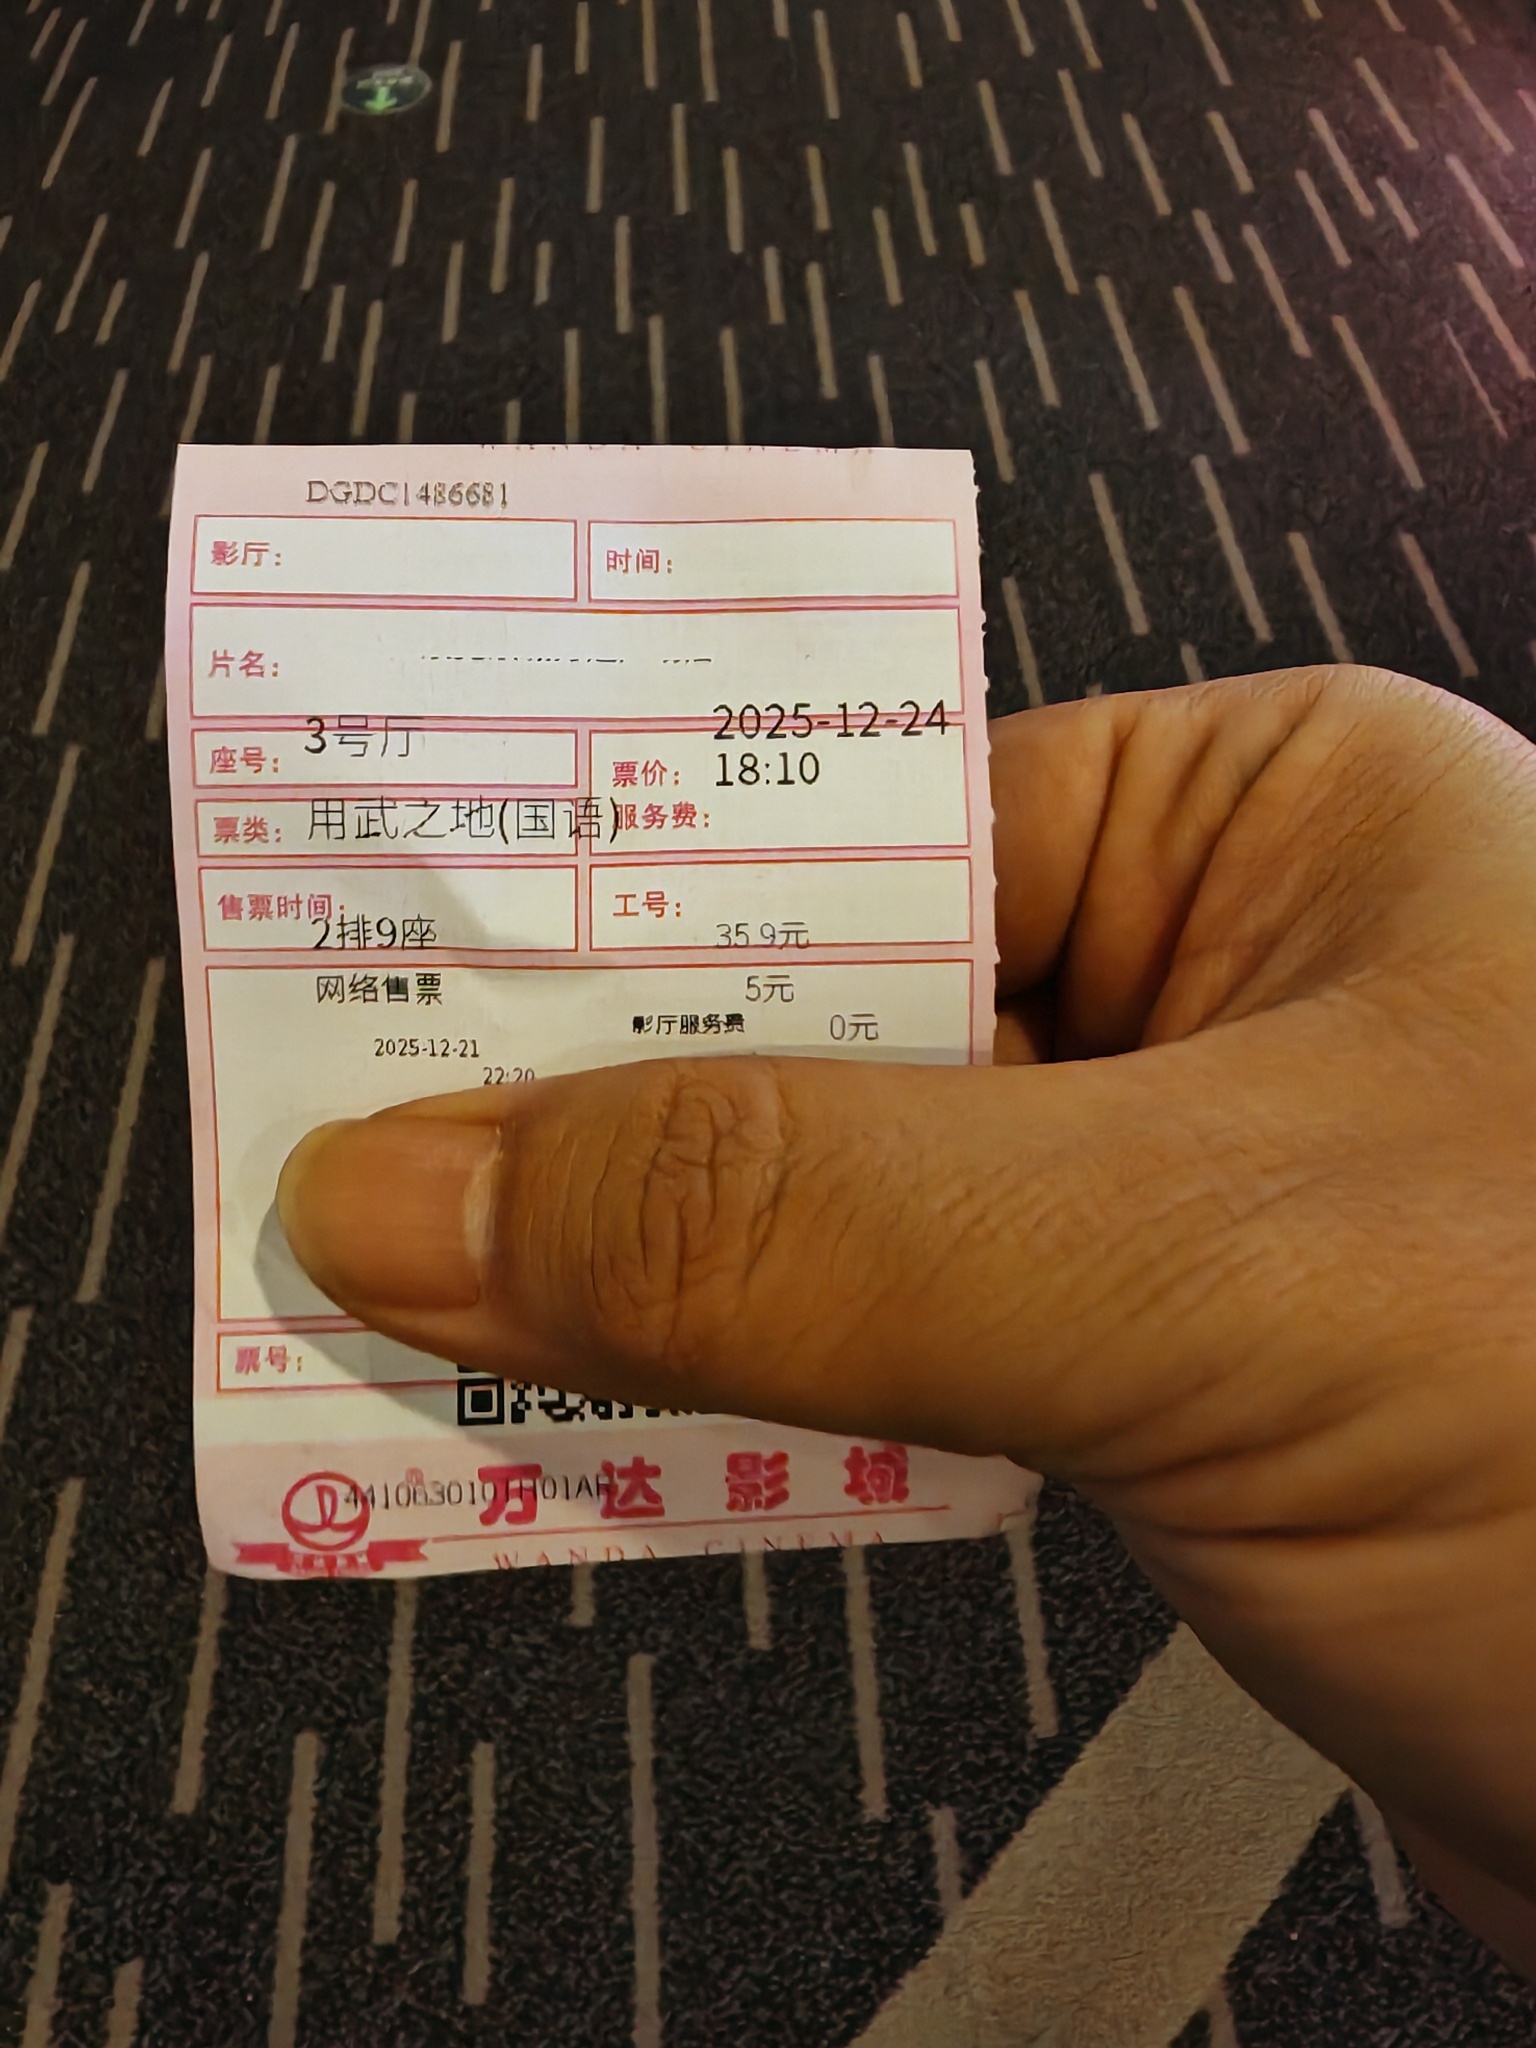 DGDC1486681
影厅:
时间:
片名:
3号厅
2025-12-24
座号:
票价: 18:10
票类: 用武之地(国语)
服务费:
售票时间:
工号:
2排9座
35.9元
网络售票
5元
影厅服务费 0元
2025-12-21
22:20
票号:
万达影城
WANDA CINEMA